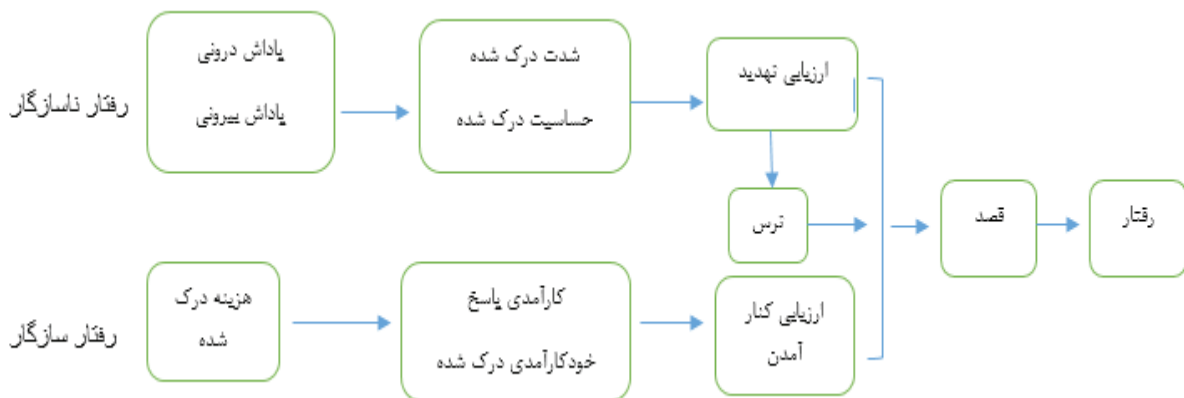 رفتار ناسازگار
پاداش درونی
پاداش بیرونی
شدت درک شده
حساسیت درک شده
ارزیابی تهدید
ترس
قصد
رفتار
رفتار سازگار
هزینه درک
شده
کارآمدی پاسخ
خودکارآمدی درک شده
ارزیابی کنار
آمدن